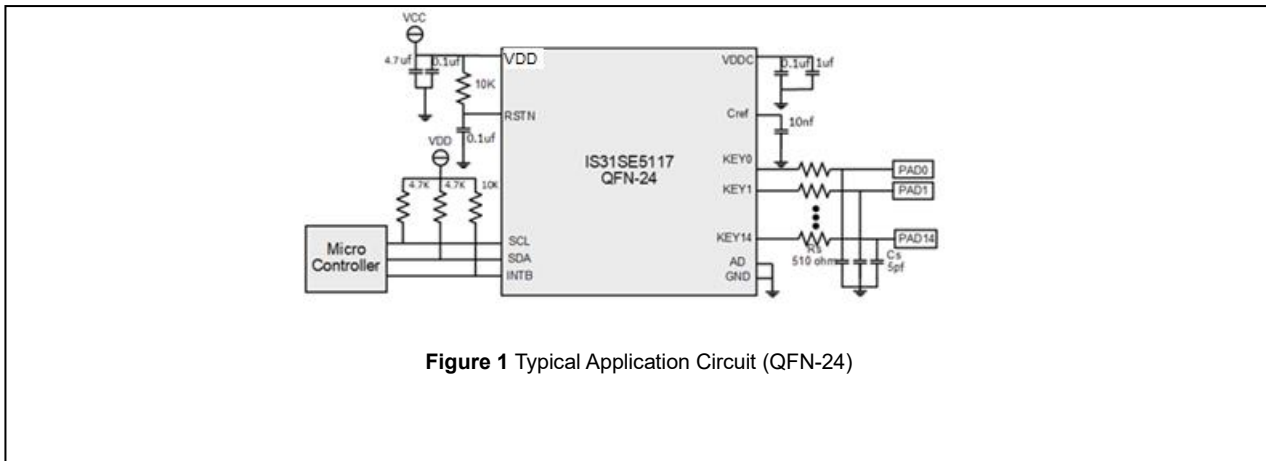 VCC
4.7uf
0.1uf
10K
VDD
RSTN
0.1uf
VDD
4.7K
4.7K
10K
Micro
Controller
SCL
SDA
INTB
IS31SE5117
QFN-24
VDDC
0.1uf
1uf
Cref
10nf
KEY0
PAD0
KEY1
PAD1
KEY14
PAD14
Rs
510 ohm
Cs
5pf
AD
GND
Figure 1 Typical Application Circuit (QFN-24)